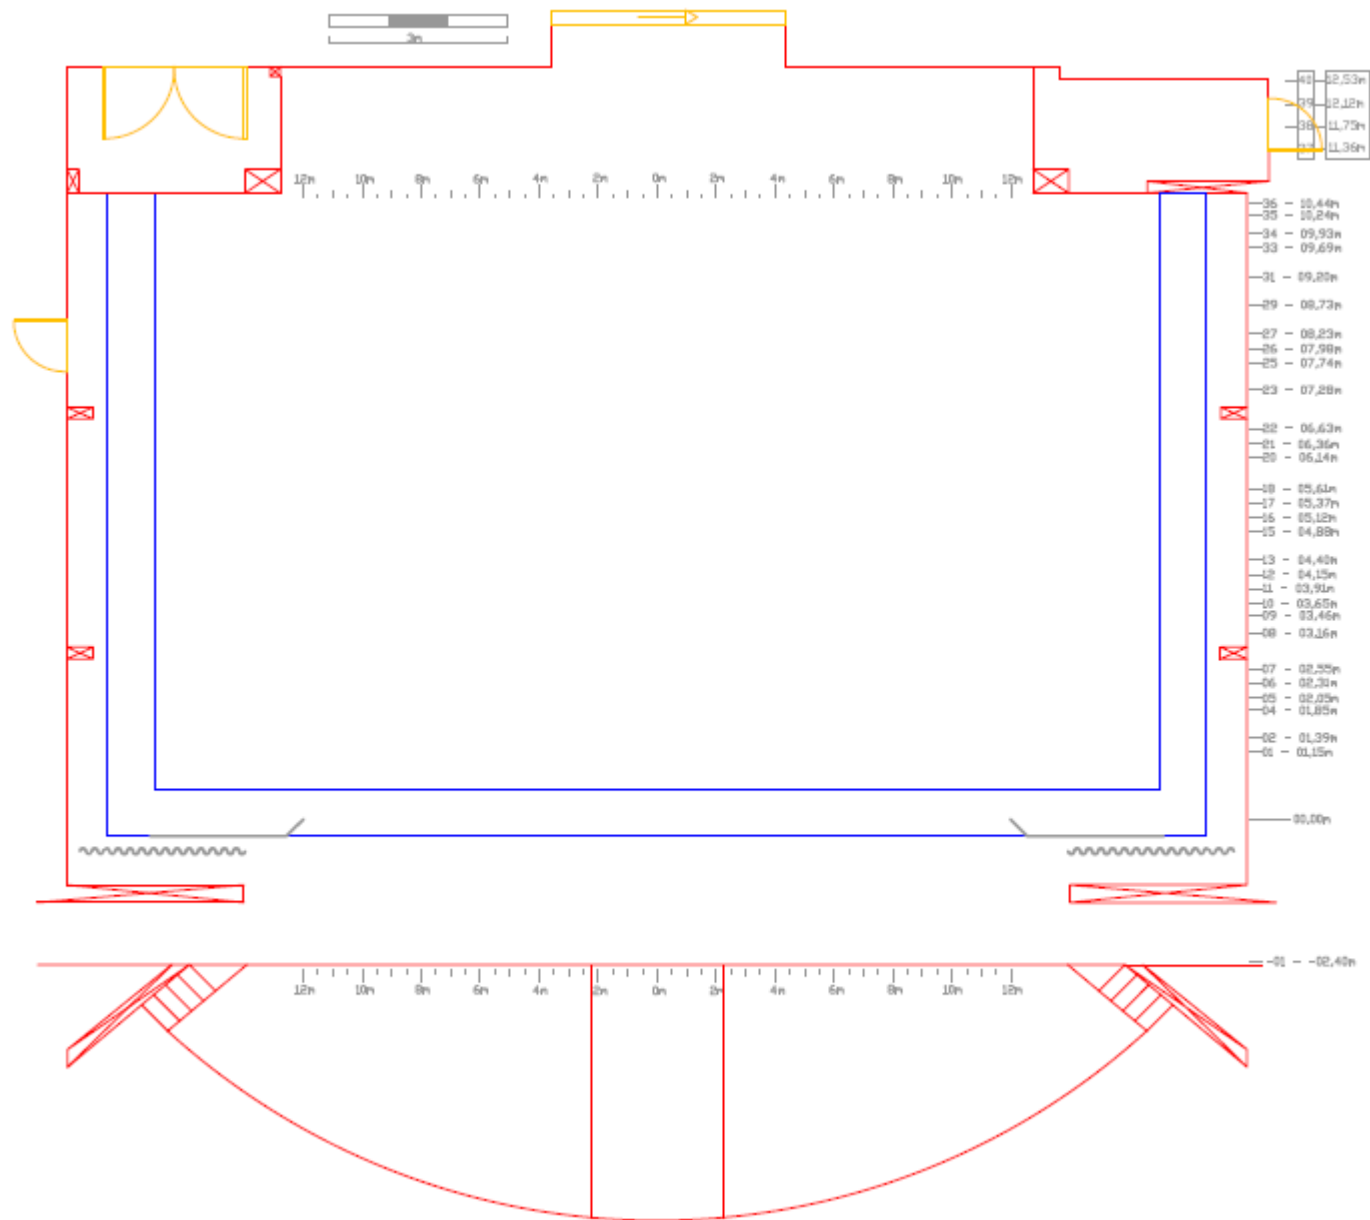 3m
40 12,53m
39 12,12m
38 11,75m
37 11,36m
12m 10m 8m 6m 4m 2m 0m 2m 4m 6m 8m 10m 12m
36 - 10,44m
35 - 10,24m
34 - 09,93m
33 - 09,69m
31 - 09,20m
29 - 08,73m
27 - 08,23m
26 - 07,98m
25 - 07,74m
23 - 07,28m
22 - 06,63m
21 - 06,36m
20 - 06,14m
18 - 05,61m
17 - 05,37m
16 - 05,12m
15 - 04,88m
13 - 04,40m
12 - 04,15m
11 - 03,91m
10 - 03,65m
09 - 03,46m
08 - 03,16m
07 - 02,55m
06 - 02,31m
05 - 02,05m
04 - 01,85m
02 - 01,39m
01 - 01,15m
00,00m
-01 - -02,40m
12m 10m 8m 6m 4m 2m 0m 2m 4m 6m 8m 10m 12m